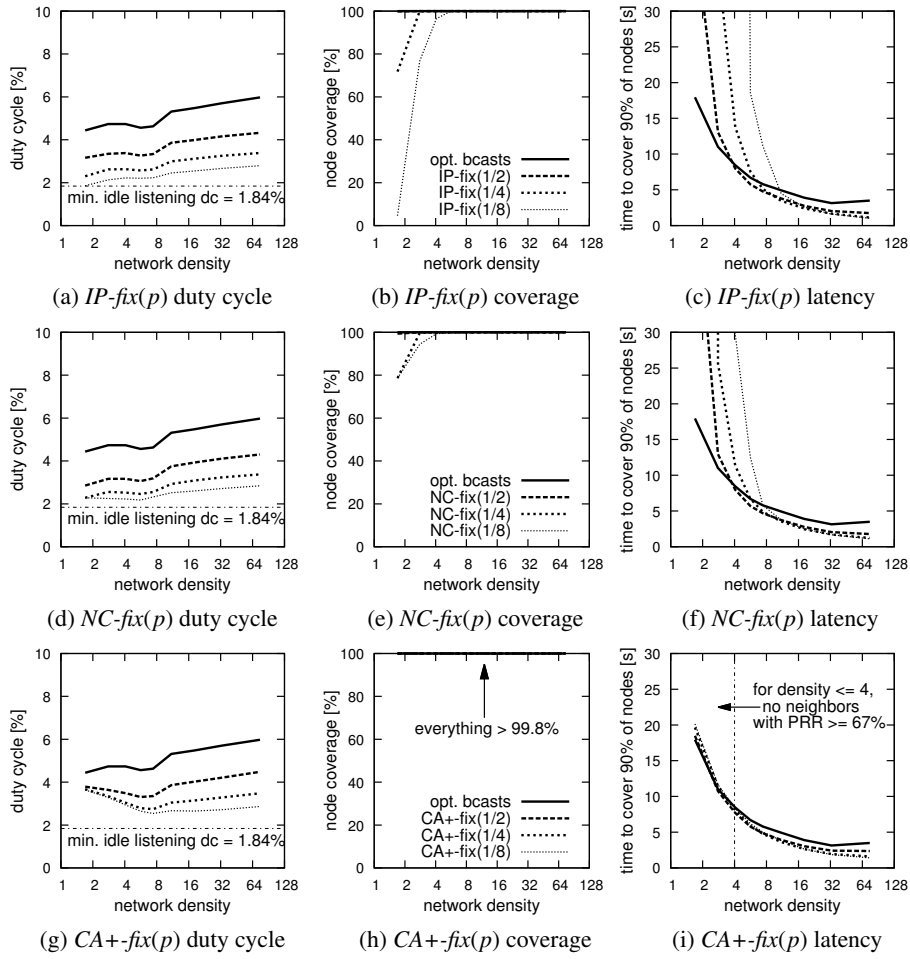 duty cycle [%]
10
8
6
4
2
0
min. idle listening dc = 1.84%
1 2 4 8 16 32 64 128
network density
(a) IP-fix(p) duty cycle
node coverage [%]
100
80
60
40
20
0
opt. bcasts
IP-fix(1/2)
IP-fix(1/4)
IP-fix(1/8)
1 2 4 8 16 32 64 128
network density
(b) IP-fix(p) coverage
time to cover 90% of nodes [s]
30
25
20
15
10
5
0
1 2 4 8 16 32 64 128
network density
(c) IP-fix(p) latency
duty cycle [%]
10
8
6
4
2
0
min. idle listening dc = 1.84%
1 2 4 8 16 32 64 128
network density
(d) NC-fix(p) duty cycle
node coverage [%]
100
80
60
40
20
0
opt. bcasts
NC-fix(1/2)
NC-fix(1/4)
NC-fix(1/8)
1 2 4 8 16 32 64 128
network density
(e) NC-fix(p) coverage
time to cover 90% of nodes [s]
30
25
20
15
10
5
0
1 2 4 8 16 32 64 128
network density
(f) NC-fix(p) latency
duty cycle [%]
10
8
6
4
2
0
min. idle listening dc = 1.84%
1 2 4 8 16 32 64 128
network density
(g) CA+-fix(p) duty cycle
node coverage [%]
100
80
60
40
20
0
everything > 99.8%
opt. bcasts
CA+-fix(1/2)
CA+-fix(1/4)
CA+-fix(1/8)
1 2 4 8 16 32 64 128
network density
(h) CA+-fix(p) coverage
time to cover 90% of nodes [s]
30
25
20
15
10
5
0
for density <= 4,
no neighbors
with PRR >= 67%
1 2 4 8 16 32 64 128
network density
(i) CA+-fix(p) latency